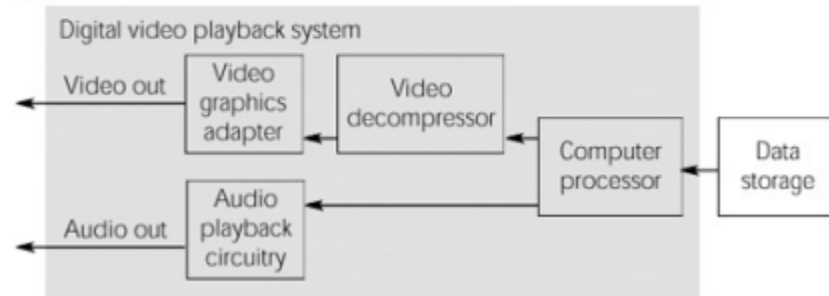 Digital video playback system
Video out
Video
graphics
adapter
Video
decompressor
Computer
processor
Data
storage
Audio out
Audio
playback
circuitry